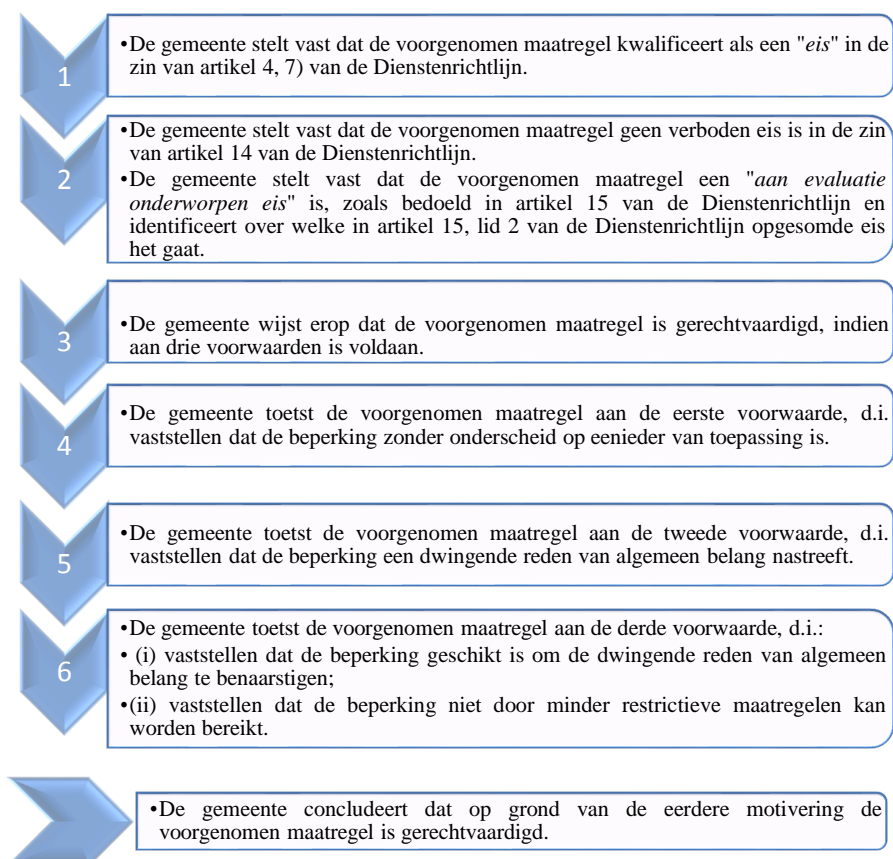 1
•De gemeente stelt vast dat de voorgenomen maatregel kwalificeert als een "eis" in de
zin van artikel 4, 7) van de Dienstenrichtlijn.
2
•De gemeente stelt vast dat de voorgenomen maatregel geen verboden eis is in de zin
van artikel 14 van de Dienstenrichtlijn.
•De gemeente stelt vast dat de voorgenomen maatregel een "aan evaluatie
onderworpen eis" is, zoals bedoeld in artikel 15 van de Dienstenrichtlijn en
identificeert over welke in artikel 15, lid 2 van de Dienstenrichtlijn opgesomde eis
het gaat.
3
•De gemeente wijst erop dat de voorgenomen maatregel is gerechtvaardigd, indien
aan drie voorwaarden is voldaan.
4
•De gemeente toetst de voorgenomen maatregel aan de eerste voorwaarde, d.i.
vaststellen dat de beperking zonder onderscheid op eenieder van toepassing is.
5
•De gemeente toetst de voorgenomen maatregel aan de tweede voorwaarde, d.i.
vaststellen dat de beperking een dwingende reden van algemeen belang nastreeft.
6
•De gemeente toetst de voorgenomen maatregel aan de derde voorwaarde, d.i.:
• (i) vaststellen dat de beperking geschikt is om de dwingende reden van algemeen
belang te benaarstigen;
•(ii) vaststellen dat de beperking niet door minder restrictieve maatregelen kan
worden bereikt.
•De gemeente concludeert dat op grond van de eerdere motivering de
voorgenomen maatregel is gerechtvaardigd.